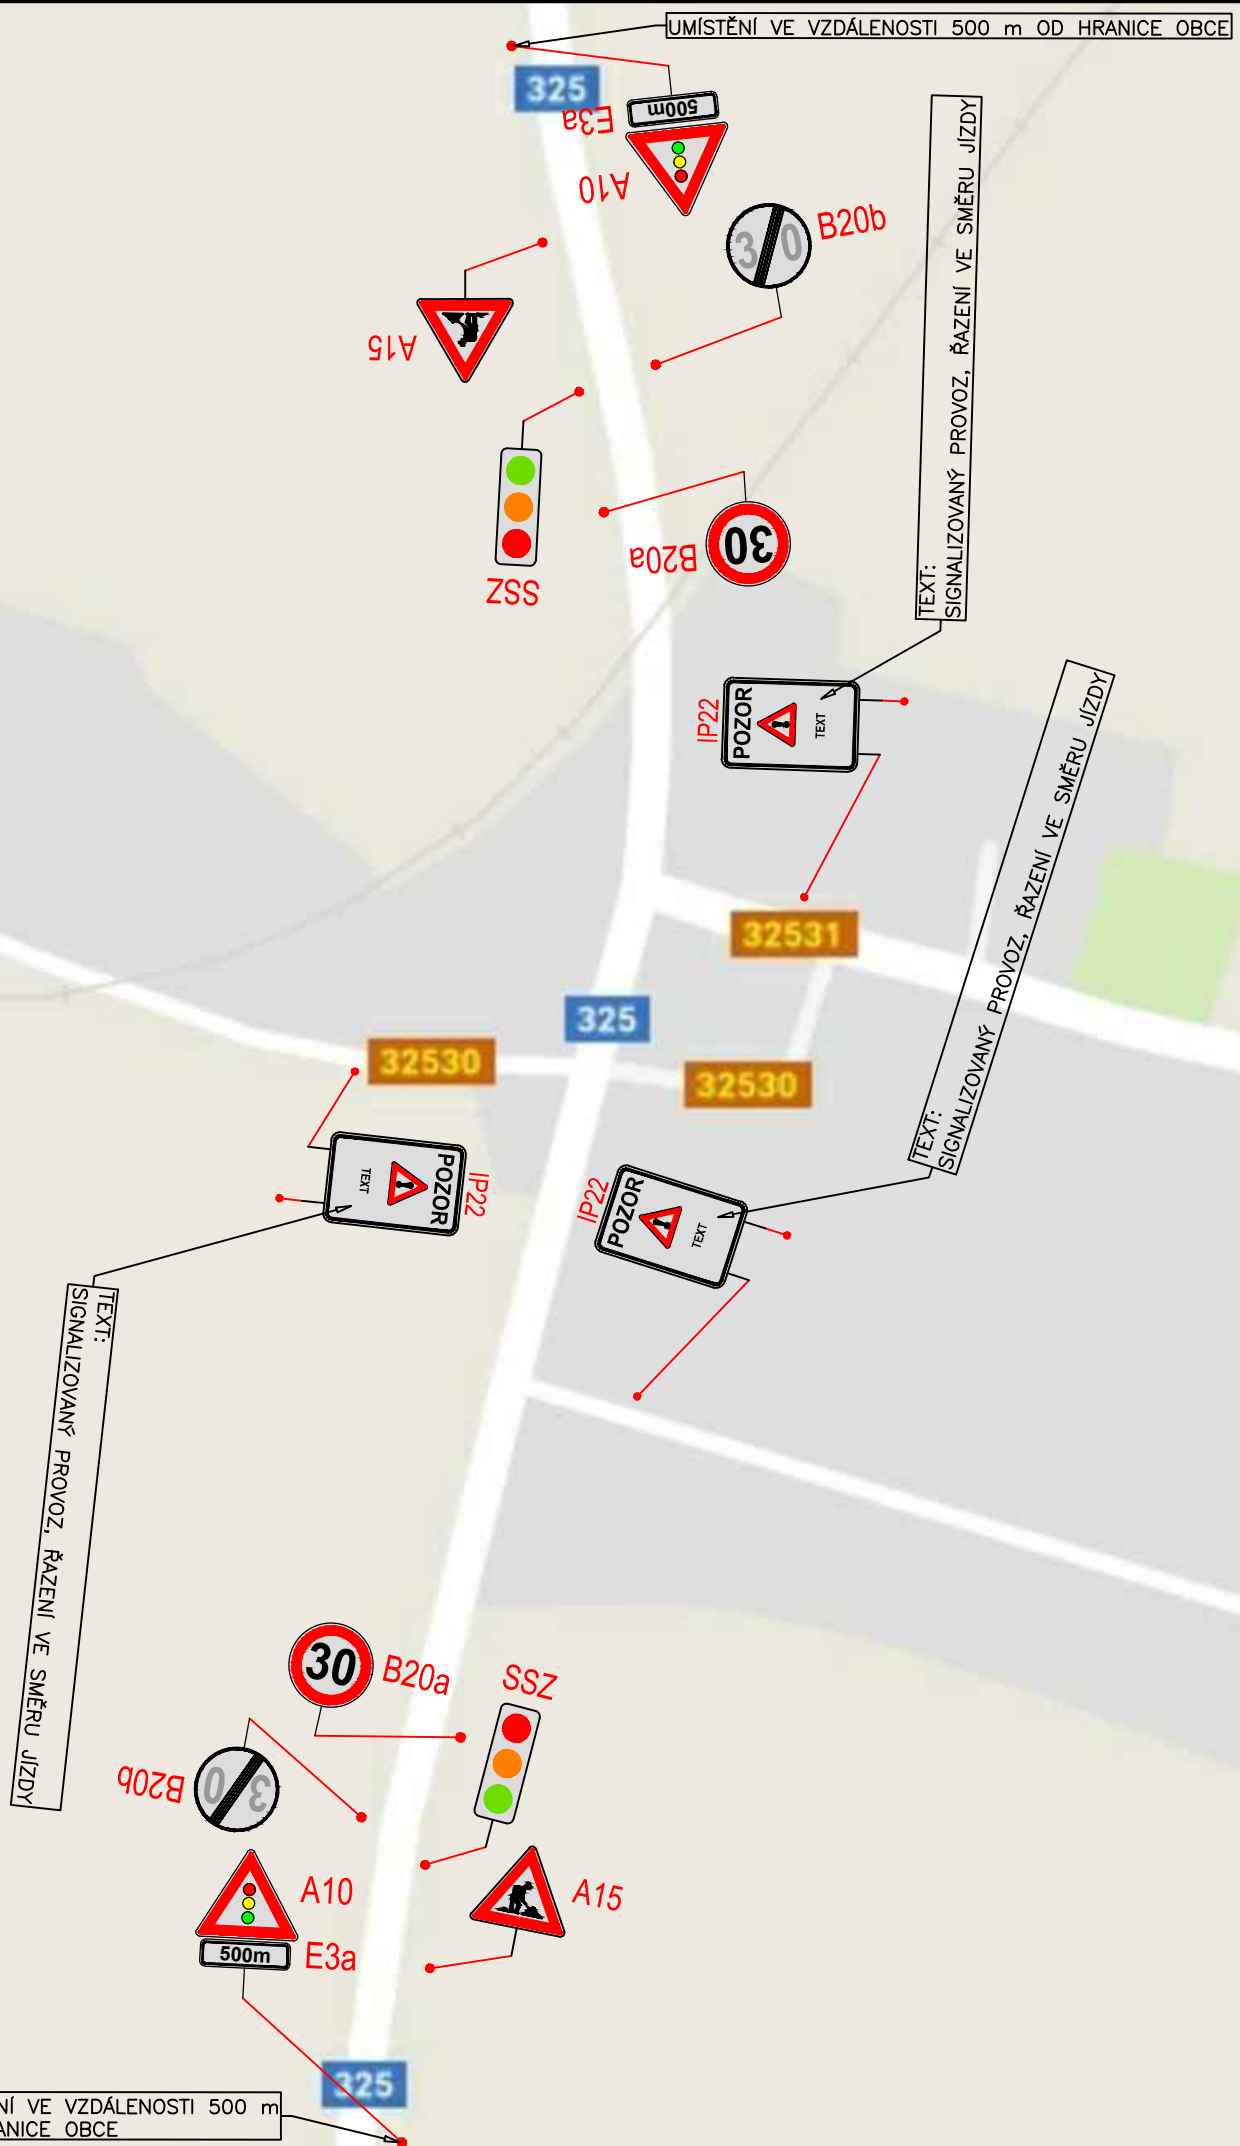 UMÍSTĚNÍ VE VZDÁLENOSTI 500 m OD HRANICE OBCE
325
E3a
500m
A10
B20b
30
A15
TEXT:
SIGNALIZOVANÝ PROVOZ, ŘAZENÍ VE SMĚRU JÍZDY
SSZ
B20a
30
IP22
POZOR
TEXT
TEXT:
SIGNALIZOVANÝ PROVOZ, ŘAZENÍ VE SMĚRU JÍZDY
32531
325
32530
32530
IP22
POZOR
TEXT
IP22
POZOR
TEXT
TEXT:
SIGNALIZOVANÝ PROVOZ, ŘAZENÍ VE SMĚRU JÍZDY
30
B20a
SSZ
B20b
30
A10
A15
500m
E3a
325
NÍ VE VZDÁLENOSTI 500 m
ANICE OBCE